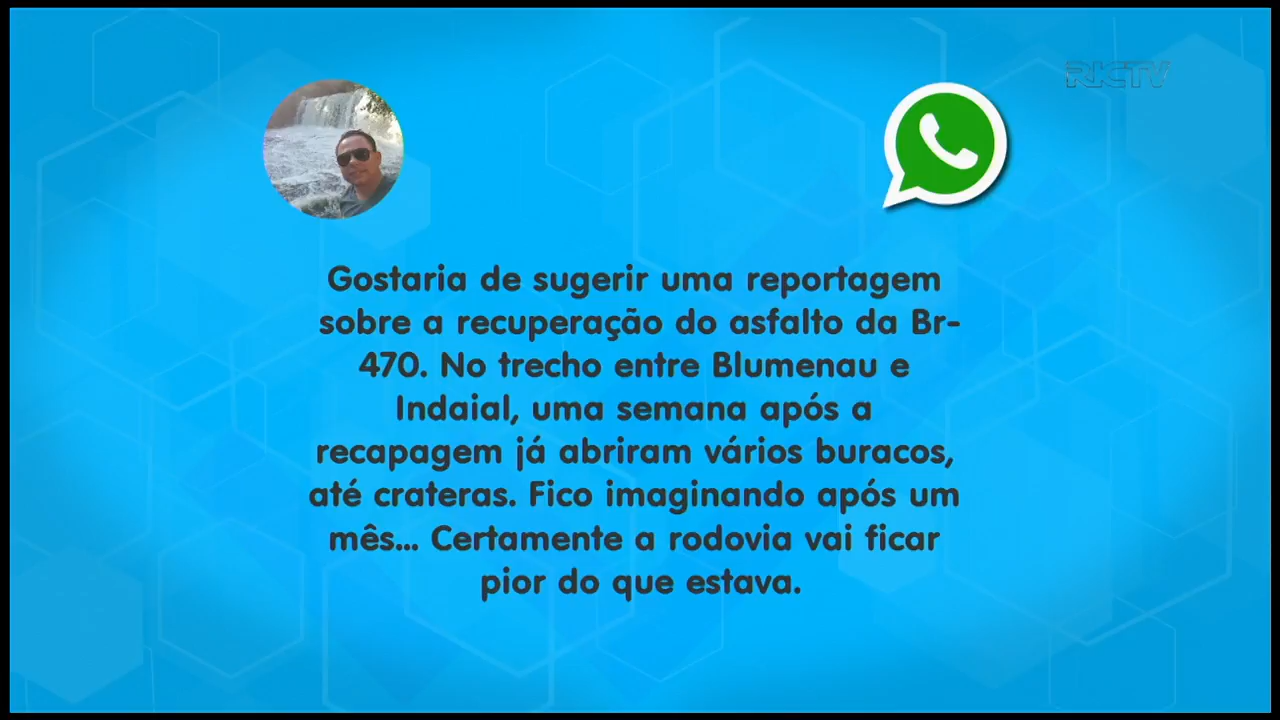 RICTV
Gostaria de sugerir uma reportagem
sobre a recuperação do asfalto da Br-
470. No trecho entre Blumenau e
Indaial, uma semana após a
recapagem já abriram vários buracos,
até crateras. Fico imaginando após um
mês... Certamente a rodovia vai ficar
pior do que estava.